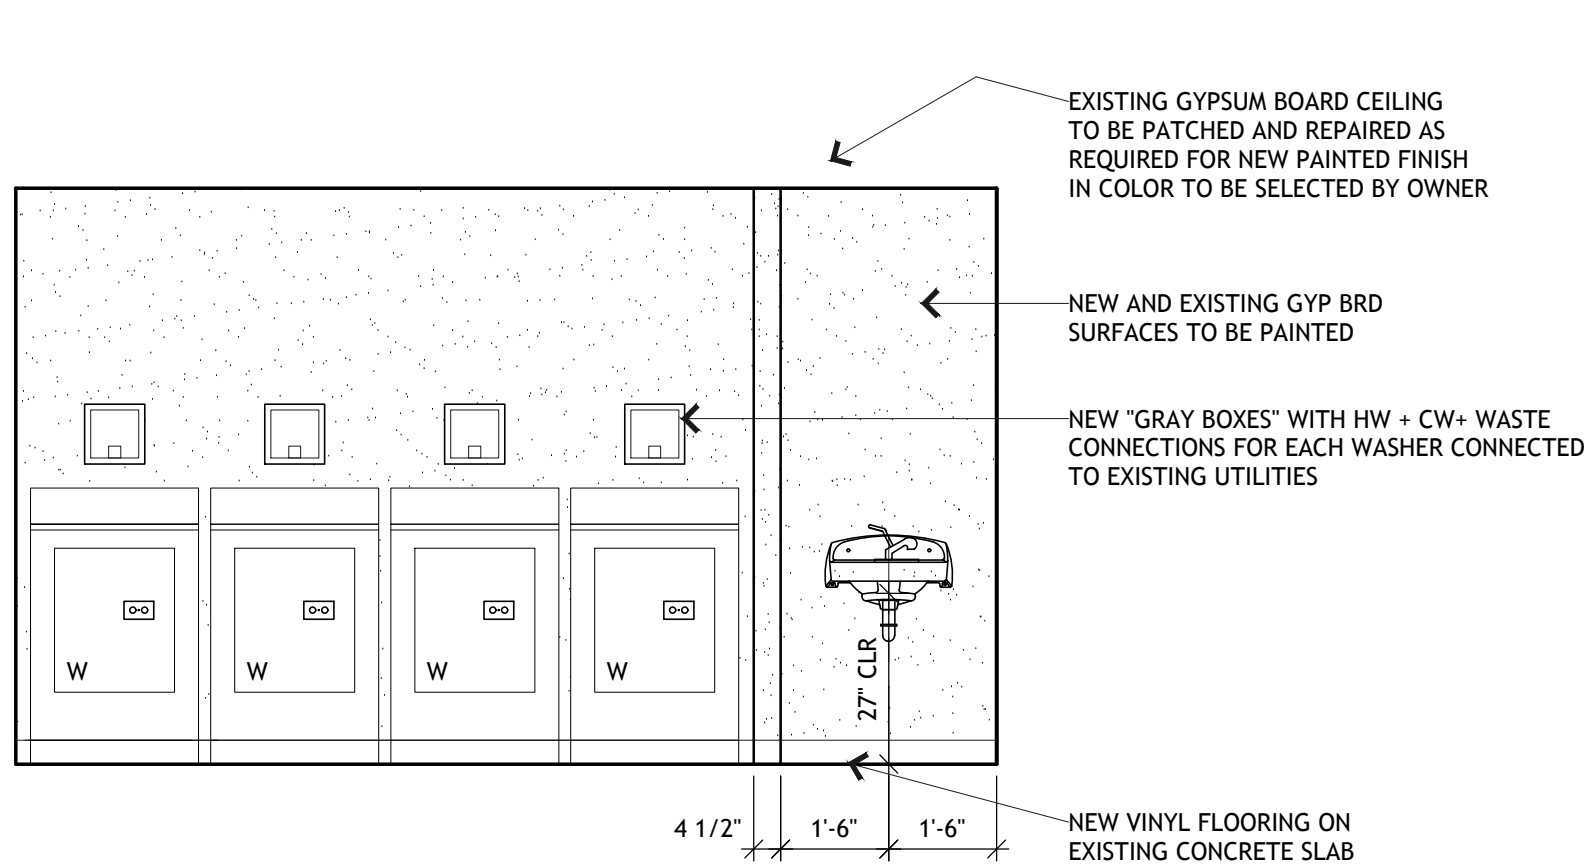 EXISTING GYPSUM BOARD CEILING
TO BE PATCHED AND REPAIRED AS
REQUIRED FOR NEW PAINTED FINISH
IN COLOR TO BE SELECTED BY OWNER
NEW AND EXISTING GYP BRD
SURFACES TO BE PAINTED
NEW "GRAY BOXES" WITH HW + CW+ WASTE
CONNECTIONS FOR EACH WASHER CONNECTED
TO EXISTING UTILITIES
W
W
W
W
27" CLR
4 1/2"
1'-6"
1'-6"
NEW VINYL FLOORING ON
EXISTING CONCRETE SLAB